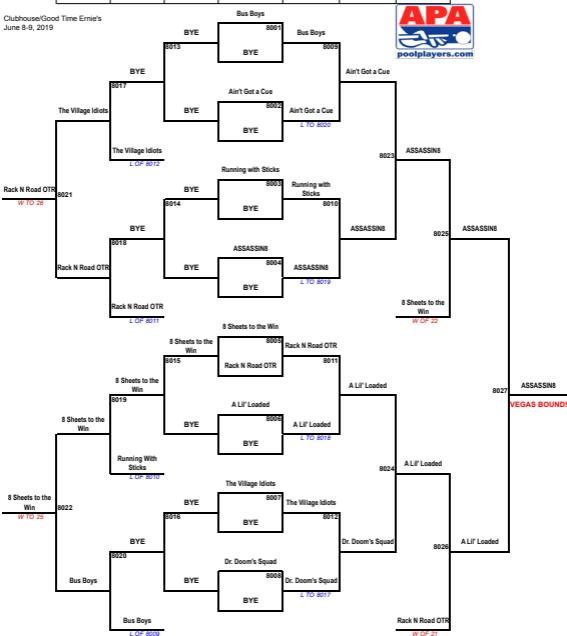 Clubhouse/Good Time Ernie's
June 8-9, 2019
APA
poolplayers.com
Bus Boys
8001
BYE
BYE
8013
Bus Boys
8009
BYE
8017
Ain't Got a Cue
Ain't Got a Cue
8002
BYE
BYE
Ain't Got a Cue
L TO 8020
The Village Idiots
The Village Idiots
L OF 8012
8023
ASSASSIN8
Running with Sticks
8003
BYE
BYE
8014
Running with
Sticks
8010
Rack N Road OTR
W TO 26
8021
BYE
8018
ASSASSIN8
8025
ASSASSIN8
ASSASSIN8
8004
BYE
BYE
ASSASSIN8
L TO 8019
Rack N Road OTR
Rack N Road OTR
L OF 8011
8 Sheets to the
Win
W OF 22
8 Sheets to the Win
8005
Rack N Road OTR
8 Sheets to the
Win
8015
Rack N Road OTR
8011
8 Sheets to the
Win
8019
A Lil' Loaded
8027
ASSASSIN8
VEGAS BOUND!
A Lil' Loaded
8006
BYE
BYE
A Lil' Loaded
L TO 8018
8 Sheets to the
Win
Running With
Sticks
L OF 8010
8024
A Lil' Loaded
The Village Idiots
8007
BYE
BYE
8016
The Village Idiots
8012
8 Sheets to the
Win
W TO 25
8022
BYE
8020
Dr. Doom's Squad
8026
A Lil' Loaded
Dr. Doom's Squad
8008
BYE
BYE
Dr. Doom's Squad
L TO 8017
Bus Boys
Bus Boys
L OF 8009
Rack N Road OTR
W OF 21